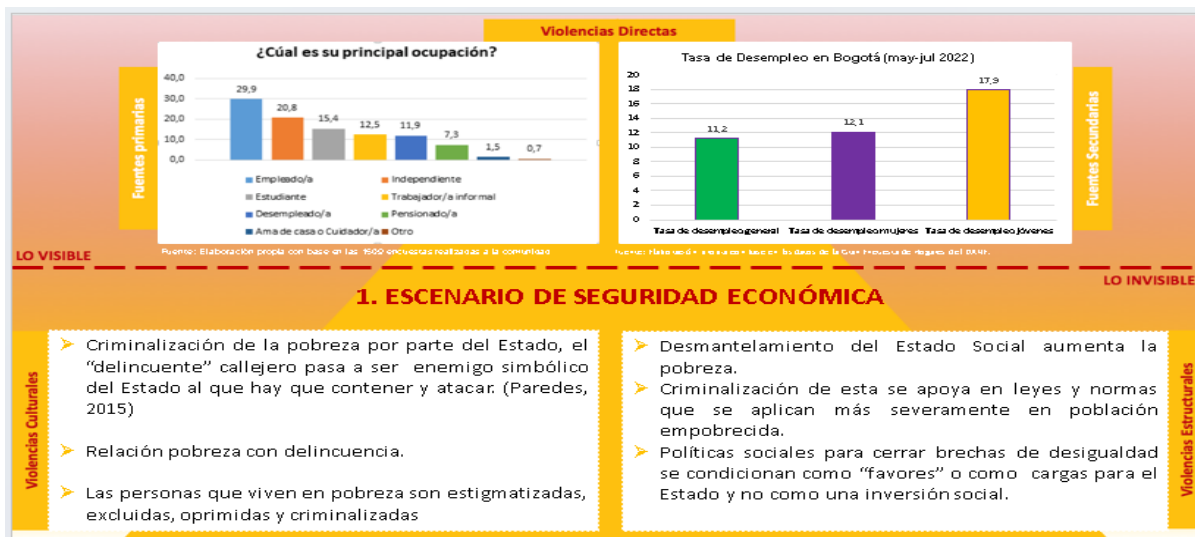 Violencias Directas
Fuentes primarias
¿Cúal es su principal ocupación?
40,0
30,0
20,0
10,0
0,0
29,9
20,8
15,4
12,5
11,9
7,3
1,5
0,7
Empleado/a
Independiente
Estudiante
Trabajador/a informal
Desempleado/a
Pensionado/a
Ama de casa o Cuidador/a
Otro
Fuente: Elaboración propia con base en las 1509 encuestas realizadas a la comunidad
Tasa de Desempleo en Bogotá (may-jul 2022)
20
18
16
14
12
10
8
6
4
2
0
11,2
12,1
17,9
Tasa de desempleo general
Tasa de desempleo mujeres
Tasa de desempleo jóvenes
Fuentes Secundarias
LO VISIBLE
LO INVISIBLE
1. ESCENARIO DE SEGURIDAD ECONÓMICA
Violencias Culturales
Criminalización de la pobreza por parte del Estado, el
“delincuente” callejero pasa a ser enemigo simbólico
del Estado al que hay que contener y atacar. (Paredes,
2015)
Relación pobreza con delincuencia.
Las personas que viven en pobreza son estigmatizadas,
excluidas, oprimidas y criminalizadas
Desmantelamiento del Estado Social aumenta la
pobreza.
Criminalización de esta se apoya en leyes y normas
que se aplican más severamente en población
empobrecida.
Políticas sociales para cerrar brechas de desigualdad
se condicionan como “favores” o como cargas para el
Estado y no como una inversión social.
Violencias Estructurales